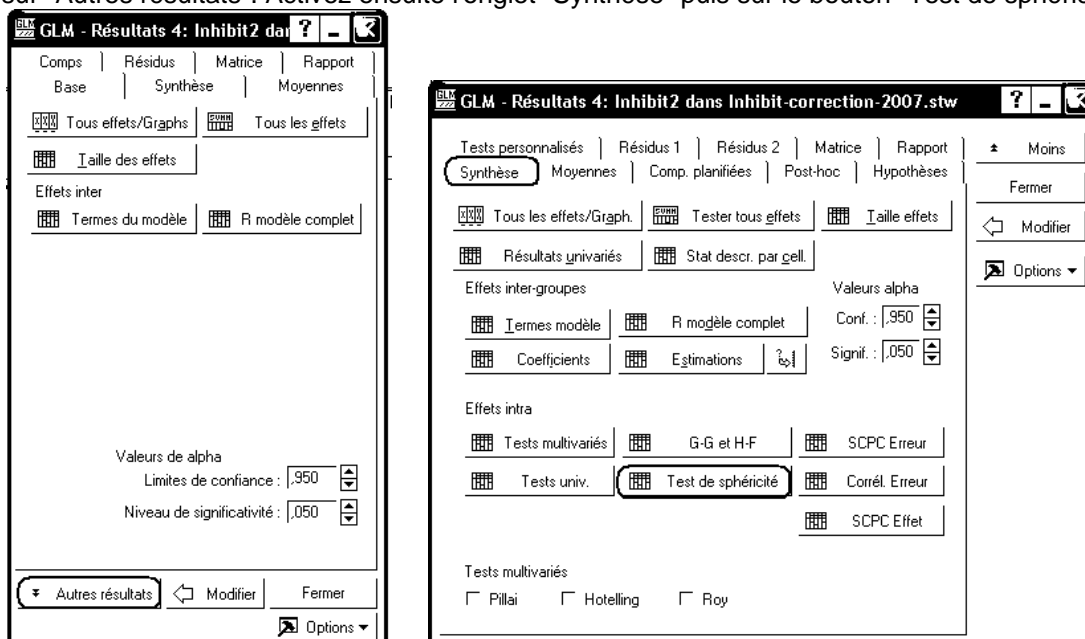 sur "Autres résultats". Activez ensuite l'onglet "Synthèse" puis sur le bouton "Test de sphéricité
GLM - Résultats 4: Inhibit2 dar
Comps Résidus Matrice Rapport
Base Synthèse Moyennes
Tous effets/Graphs Tous les effets
Taille des effets
Effets inter
Termes du modèle R modèle complet
Valeurs de alpha
Limites de confiance : ,950
Niveau de significativité : ,050
Autres résultats Modifier Fermer
Options
GLM - Résultats 4: Inhibit2 dans Inhibit-correction-2007.stw
Tests personnalisés Résidus 1 Résidus 2 Matrice Rapport
Synthèse Moyennes Comp. planifiées Post-hoc Hypothèses
Moins
Fermer
Modifier
Options
Tous les effets/Graph. Tester tous effets Taille effets
Résultats univariés Stat descr. par cell.
Effets inter-groupes Valeurs alpha
Termes modèle R modèle complet Conf. : ,950
Coefficients Estimations Signif. : ,050
Effets intra
Tests multivariés G-G et H-F SCPC Erreur
Tests univ. Test de sphéricité Corrél. Erreur
SCPC Effet
Tests multivariés
Pillai Hotelling Roy